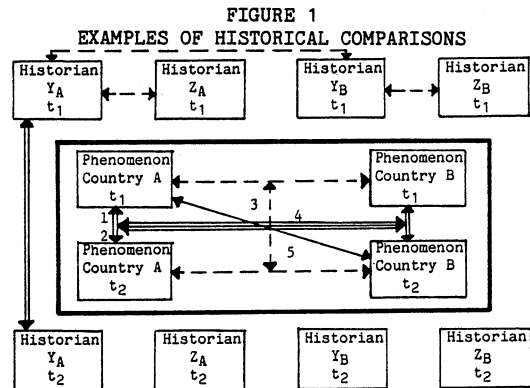 FIGURE 1
EXAMPLES OF HISTORICAL COMPARISONS
Historian Historian Historian Historian
Y_A Z_A Y_B Z_B
t_1 t_1 t_1 t_1
Phenomenon Phenomenon
Country A Country B
t_1 t_1
3
1 4
2
5
Phenomenon Phenomenon
Country A Country B
t_2 t_2
Historian Historian Historian Historian
Y_A Z_A Y_B Z_B
t_2 t_2 t_2 t_2